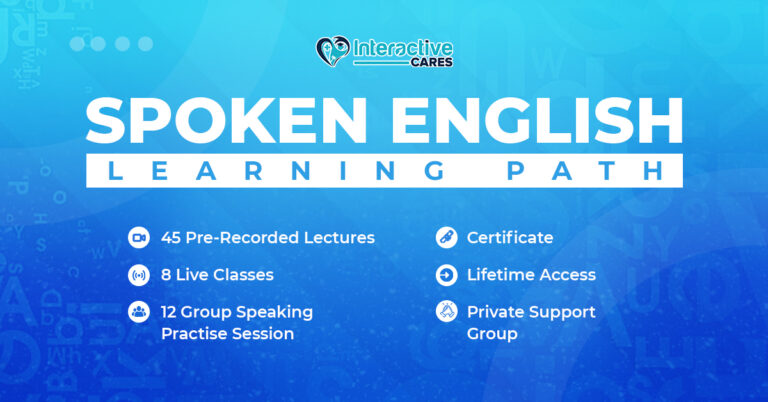 Interactive
CARES
SPOKEN ENGLISH
LEARNING PATH
45 Pre-Recorded Lectures
8 Live Classes
12 Group Speaking
Practise Session
Certificate
Lifetime Access
Private Support
Group